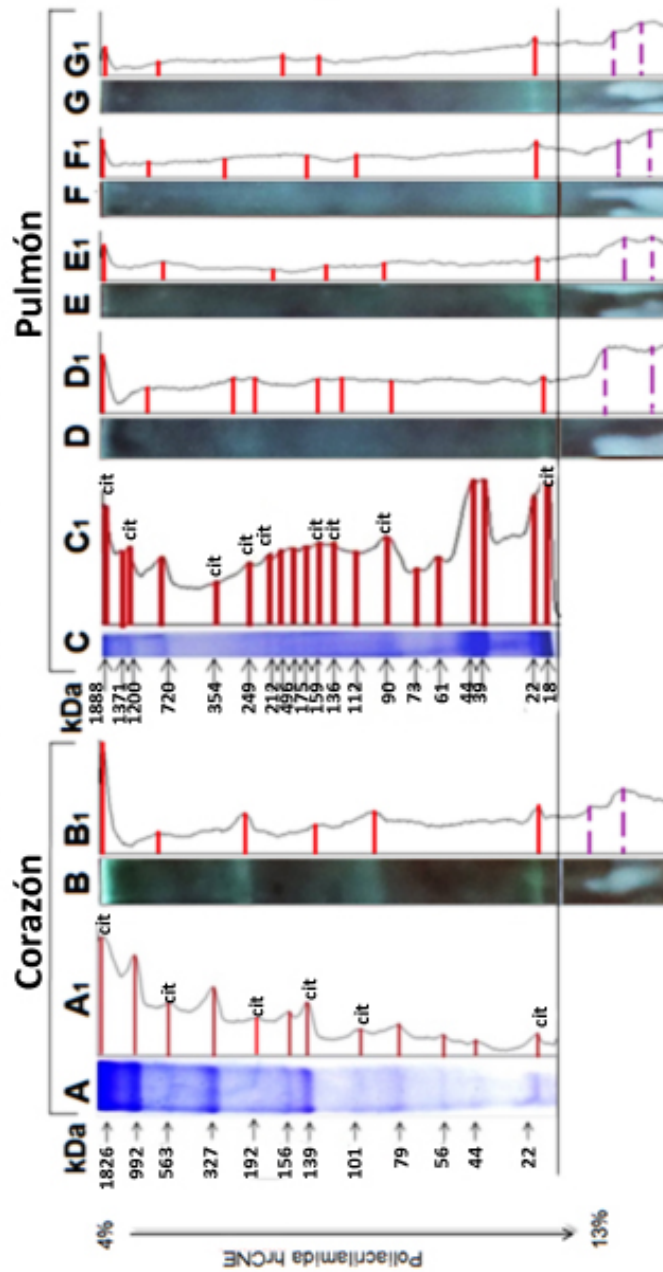 Corazón
Pulmón
kDa A A1 B B1 kDa C C1 D D1 E E1 F F1 G G1
4%
Poliacrilamida hrCNE
13%
1826
992
563
327
192
156
139
101
79
56
44
22
cit
cit
cit
cit
cit
cit
1888
1371
1200
720
354
249
212
496
175
159
136
112
90
73
61
44
39
22
18
cit
cit
cit
cit
cit
cit
cit
cit
cit